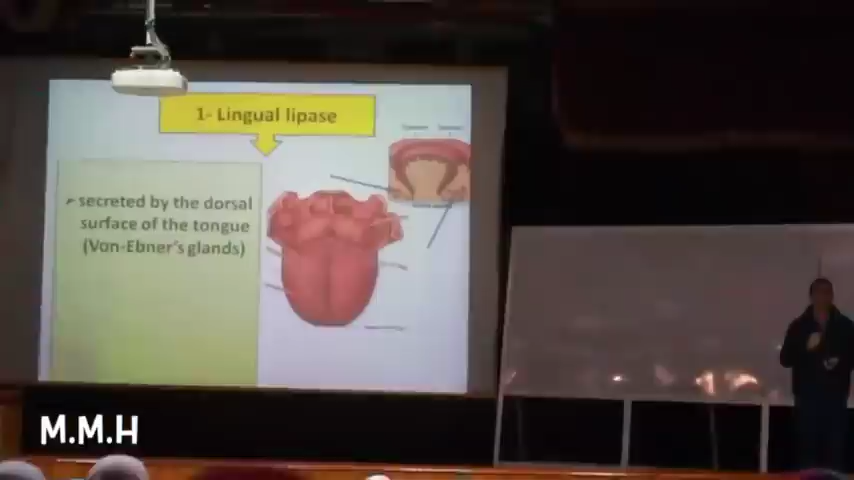 1- Lingual lipase
secreted by the dorsal
surface of the tongue
(Von-Ebner's glands)
M.M.H